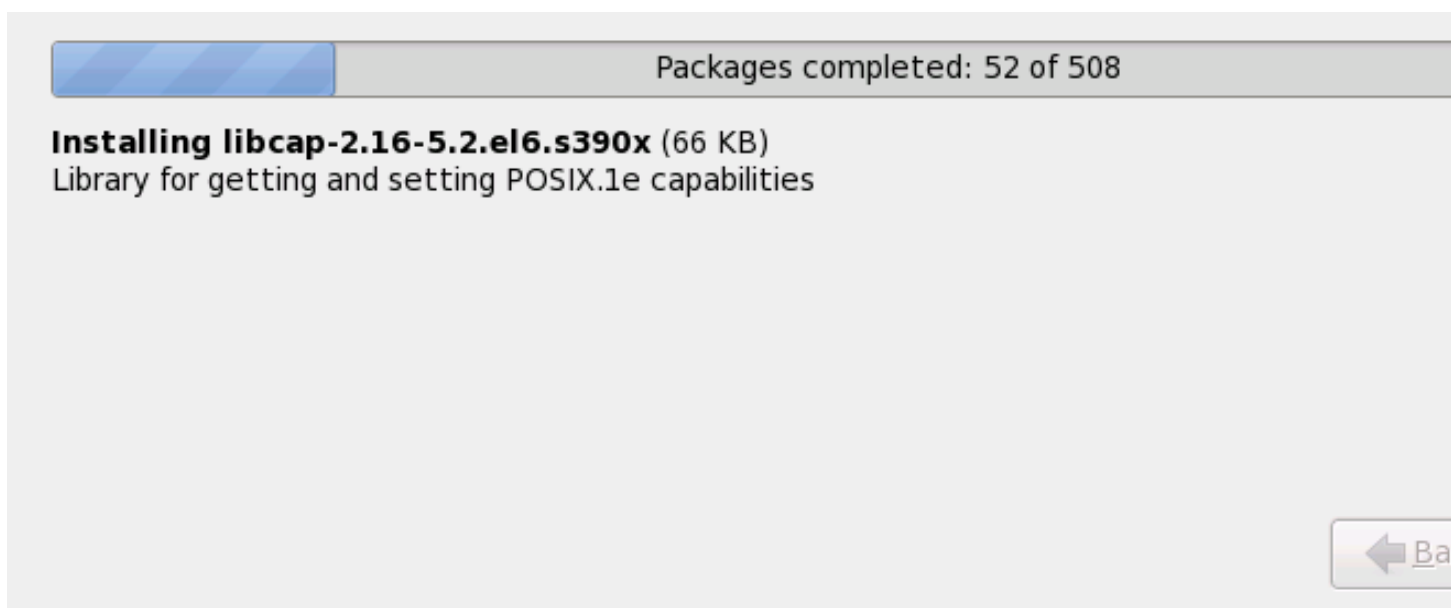 Packages completed: 52 of 508
Installing libcap-2.16-5.2.el6.s390x (66 KB)
Library for getting and setting POSIX.1e capabilities
Ba